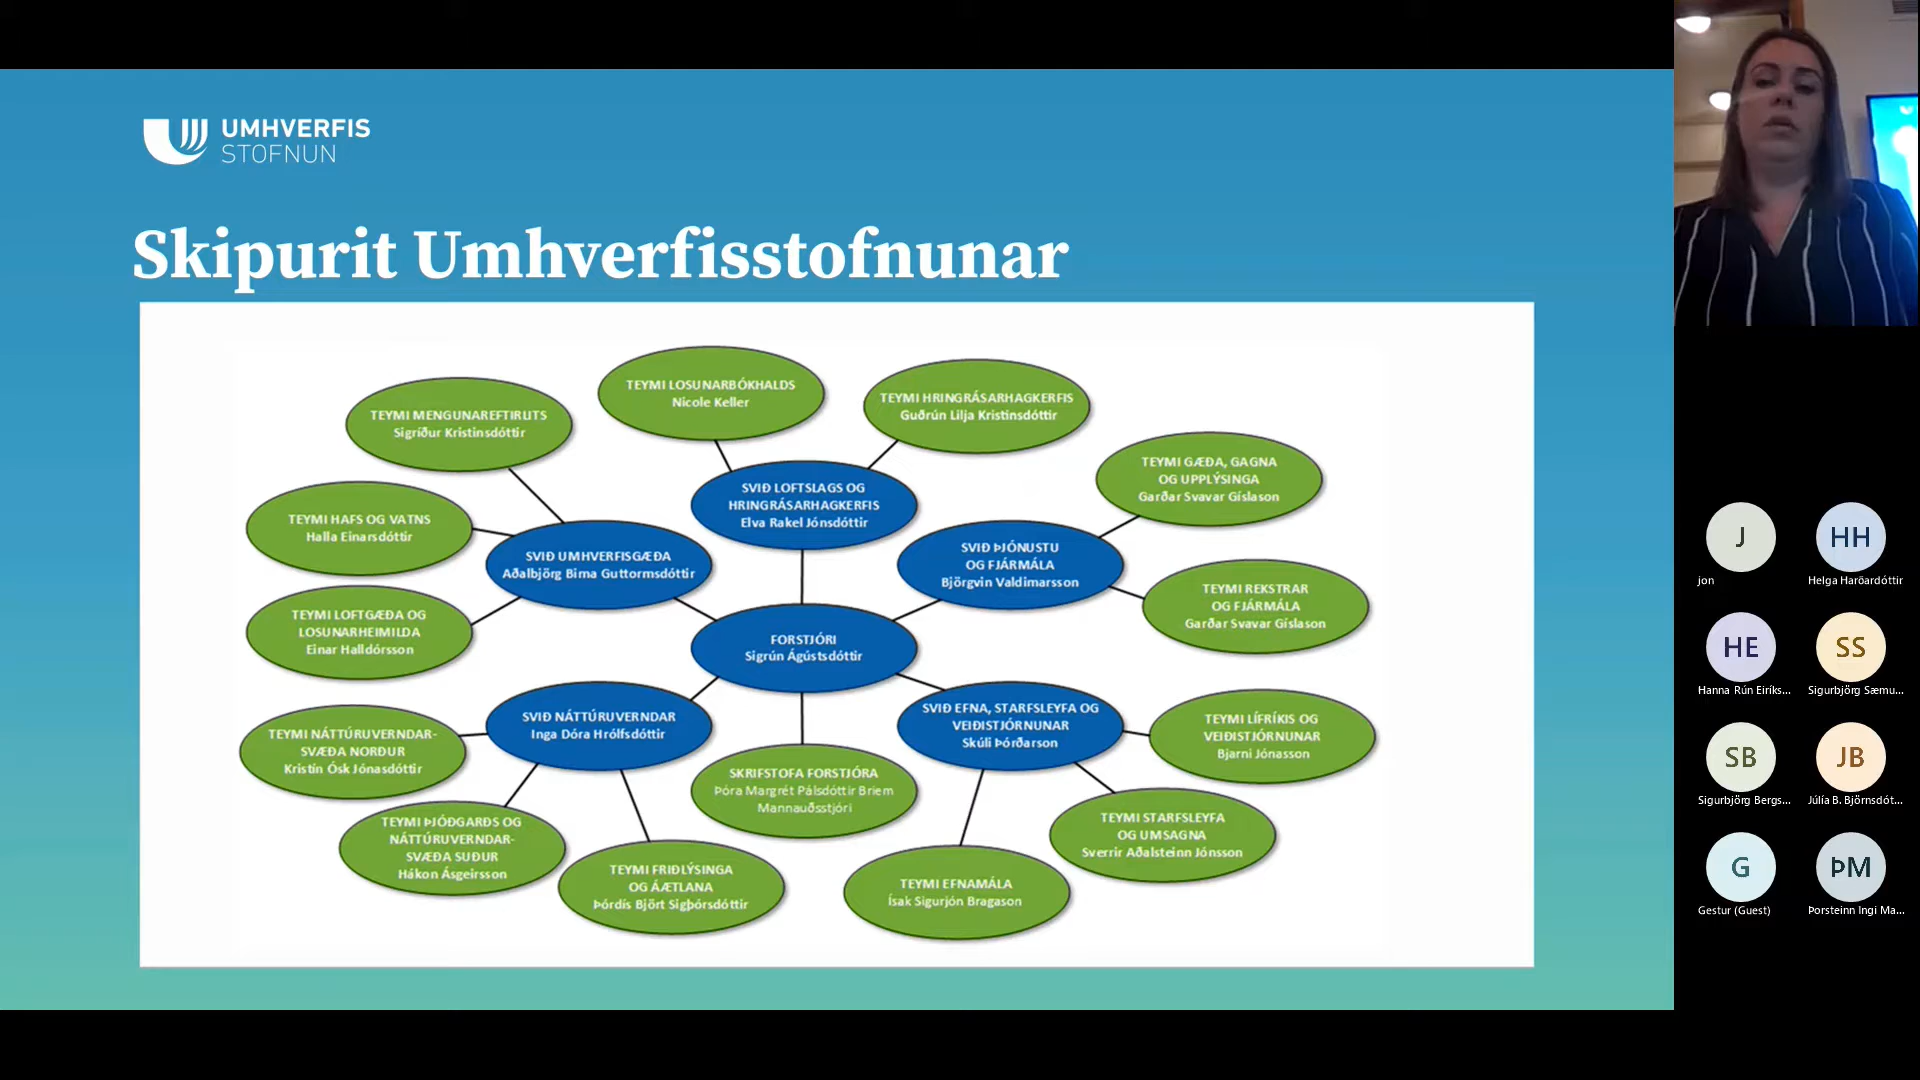 UMHVERFIS
STOFNUN
Skipurit Umhverfisstofnunar
TEYMI LOSUNARBÓKHALDS
Nicole Keller
TEYMI HRINGRÁSARHAGKERFIS
Guðrún Lilja Kristinsdóttir
TEYMI MENGUNAREFTIRLITS
Sigríður Kristinsdóttir
TEYMI GÆÐA, GAGNA
OG UPPLÝSINGA
Garðar Svavar Gíslason
SVIÐ LOFTSLAGS OG
HRINGRÁSARHAGKERFIS
Elva Rakel Jónsdóttir
TEYMI HAFS OG VATNS
Halla Einarsdóttir
SVIÐ UMHVERFISGÆÐA
Aðalbjörg Birna Guttormsdóttir
SVIÐ ÞJÓNUSTU
OG FJÁRMÁLA
Björgvin Valdimarsson
TEYMI LOFTGÆÐA OG
LOSUNARHEIMILDA
Einar Halldórsson
TEYMI REKSTRAR
OG FJÁRMÁLA
Garðar Svavar Gíslason
FORSTJÓRI
Sigrún Ágústsdóttir
SVIÐ NÁTTÚRUVERNDAR
Inga Dóra Hrólfsdóttir
SVIÐ EFNA, STARFSLEYFA OG
VEIÐISTJÓRNUNAR
Skúli Þórðarson
TEYMI LÍFRÍKIS OG
VEIÐISTJÓRNUNAR
Bjarni Jónasson
TEYMI NÁTTÚRUVERNDAR-
SVÆÐA NORÐUR
Kristín Ósk Jónasdóttir
SKRIFSTOFA FORSTJÓRA
Þóra Margrét Pálsdóttir Briem
Mannauðsstjóri
TEYMI ÞJÓÐGARÐS OG
NÁTTÚRUVERNDAR-
SVÆÐA SUÐUR
Hákon Ásgeirsson
TEYMI STARFSLEYFA
OG UMSAGNA
Sverrir Aðalsteinn Jónsson
TEYMI FRIÐLÝSINGA
OG ÁÆTLANA
Þórdís Björt Sigþórsdóttir
TEYMI EFNAMÁLA
Ísak Sigurjón Bragason
J
jon
HH
Helga Harðardóttir
HE
Hanna Rún Eiríks...
SS
Sigurbjörg Sæmu...
SB
Sigurbjörg Bergs...
JB
Júlía B. Björnsdót...
G
Gestur (Guest)
ÞM
Þorsteinn Ingi Ma...